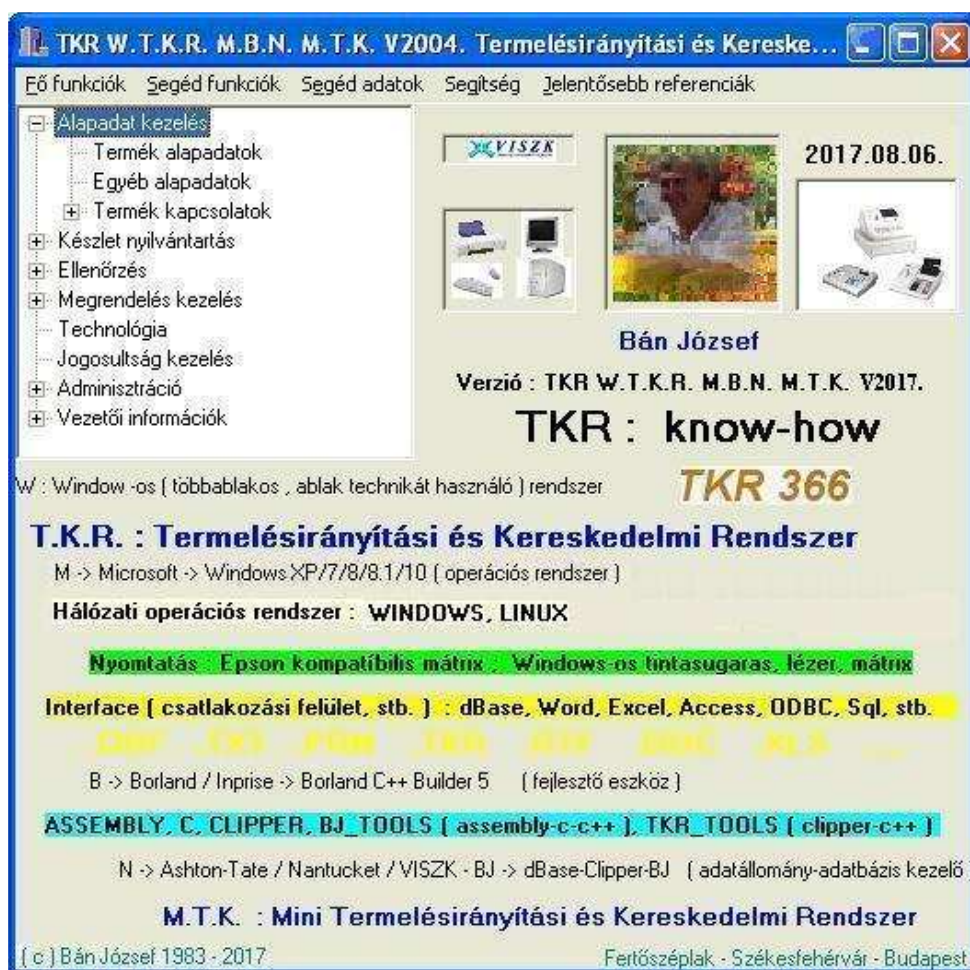 TKR W.T.K.R. M.B.N. M.T.K. V2004. Termelésirányítási és Kereske...
Fő funkciók Segéd funkciók Segéd adatok Segítség Jelentősebb referenciák
Alapadat kezelés
Termék alapadatok
Egyéb alapadatok
Termék kapcsolatok
Készlet nyilvántartás
Ellenőrzés
Megrendelés kezelés
Technológia
Jogosultság kezelés
Adminisztráció
Vezetői információk
VISZK
2017.08.06.
Bán József
Verzió : TKR W.T.K.R. M.B.N. M.T.K. V2017.
TKR : know-how
W : Window -os ( többablakos , ablak technikát használó ) rendszer
TKR 366
T.K.R. : Termelésirányítási és Kereskedelmi Rendszer
M -> Microsoft -> Windows XP/7/8/8.1/10 ( operációs rendszer )
Hálózati operációs rendszer : WINDOWS, LINUX
Nyomtatás : Epson kompatíbilis mátrix , Windows-os tintasugaras, lézer, mátrix
Interface ( csatlakozási felület, stb. ) : dBase, Word, Excel, Access, ODBC, Sql, stb.
B -> Borland / Inprise -> Borland C++ Builder 5 ( fejlesztő eszköz )
ASSEMBLY, C, CLIPPER, BJ_TOOLS ( assembly-c-c++ ), TKR_TOOLS ( clipper-c++ )
N -> Ashton-Tate / Nantucket / VISZK - BJ -> dBase-Clipper-BJ ( adatállomány-adatbázis kezelő
M.T.K. : Mini Termelésirányítási és Kereskedelmi Rendszer
( c ) Bán József 1983 - 2017
Fertőszéplak - Székesfehérvár - Budapest